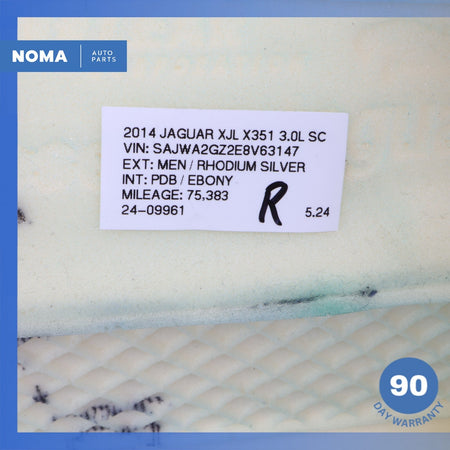 NOMA AUTO PARTS
2014 JAGUAR XJL X351 3.0L SC
VIN: SAJWA2GZ2E8V63147
EXT: MEN / RHODIUM SILVER
INT: PDB / EBONY
MILEAGE: 75,383
24-09961
R
5.24
90
DAY WARRANTY